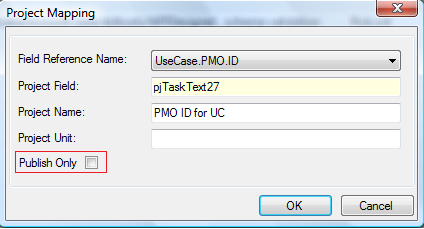 Project Mapping
Field Reference Name: UseCase.PMO.ID
Project Field: pjTaskText27
Project Name: PMO ID for UC
Project Unit:
Publish Only
OK Cancel